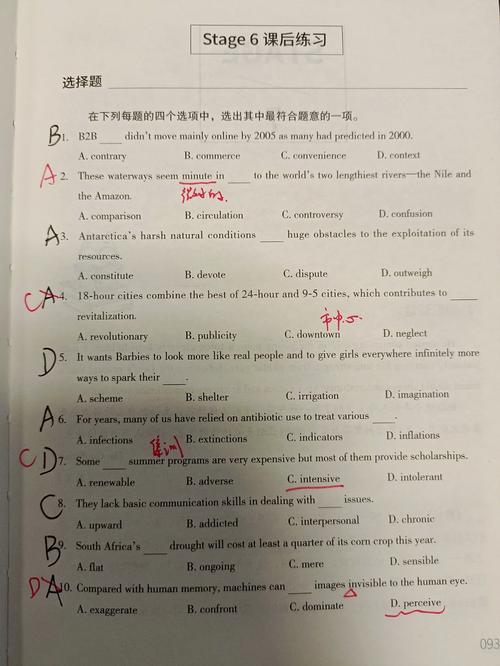 Stage 6 课后练习
选择题
在下列每题的四个选项中，选出其中最符合题意的一项。
B 1. B2B ____ didn't move mainly online by 2005 as many had predicted in 2000.
A. contrary B. commerce C. convenience D. context
A 2. These waterways seem minute in ____ to the world's two lengthiest rivers—the Nile and
the Amazon.
A. comparison B. circulation C. controversy D. confusion
A 3. Antarctica's harsh natural conditions ____ huge obstacles to the exploitation of its
resources.
A. constitute B. devote C. dispute D. outweigh
C A 4. 18-hour cities combine the best of 24-hour and 9-5 cities, which contributes to ____
revitalization.
市中心
A. revolutionary B. publicity C. downtown D. neglect
D 5. It wants Barbies to look more like real people and to give girls everywhere infinitely more
ways to spark their ____.
A. scheme B. shelter C. irrigation D. imagination
A 6. For years, many of us have relied on antibiotic use to treat various ____.
A. infections B. extinctions C. indicators D. inflations
集训
C D 7. Some ____ summer programs are very expensive but most of them provide scholarships.
A. renewable B. adverse C. intensive D. intolerant
C 8. They lack basic communication skills in dealing with ____ issues.
A. upward B. addicted C. interpersonal D. chronic
B 9. South Africa's ____ drought will cost at least a quarter of its corn crop this year.
A. flat B. ongoing C. mere D. sensible
D A 10. Compared with human memory, machines can ____ images invisible to the human eye.
A. exaggerate B. confront C. dominate D. perceive
093